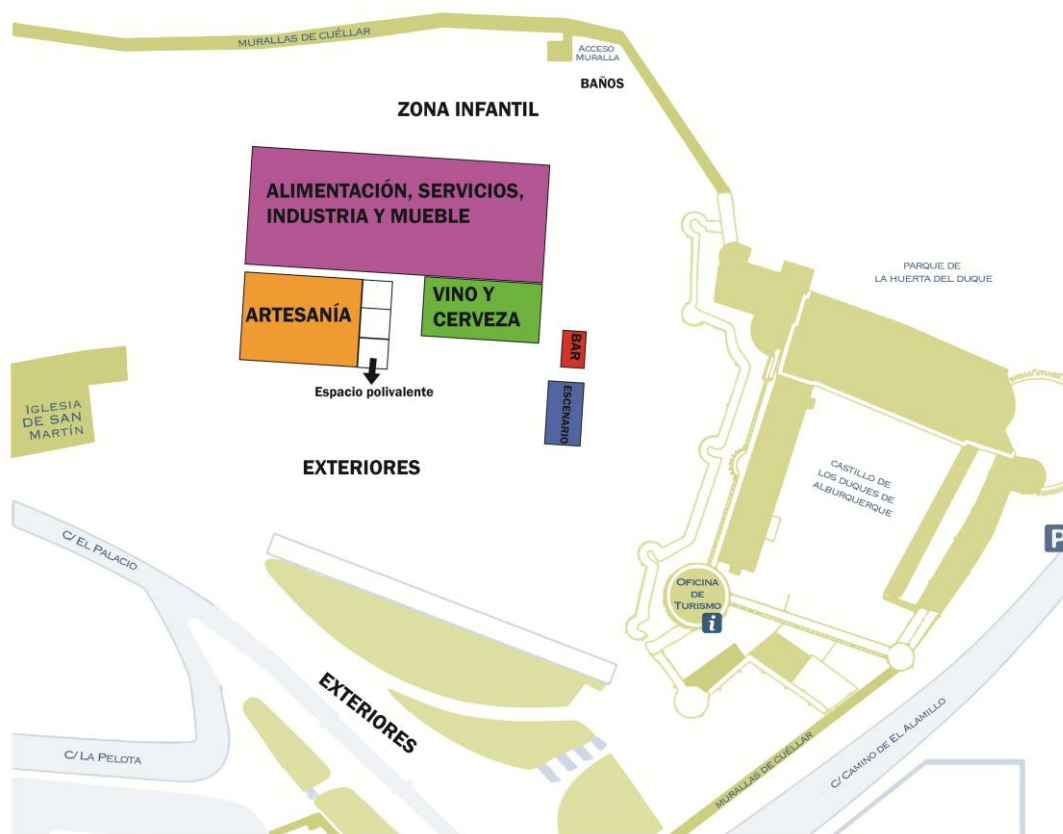 MURALLAS DE CUÉLLAR
ACCESO
MURALLA
BAÑOS
ZONA INFANTIL
ALIMENTACIÓN, SERVICIOS,
INDUSTRIA Y MUEBLE
PARQUE DE
LA HUERTA DEL DUQUE
ARTESANÍA
VINO Y
CERVEZA
BAR
Espacio polivalente
ESCENARIO
IGLESIA
DE SAN
MARTÍN
EXTERIORES
CASTILLO DE
LOS DUQUES DE
ALBURQUERQUE
C/ EL PALACIO
P
OFICINA
DE
TURISMO
i
EXTERIORES
C/ LA PELOTA
MURALLAS DE CUÉLLAR
C/ CAMINO DE EL ALAMILLO